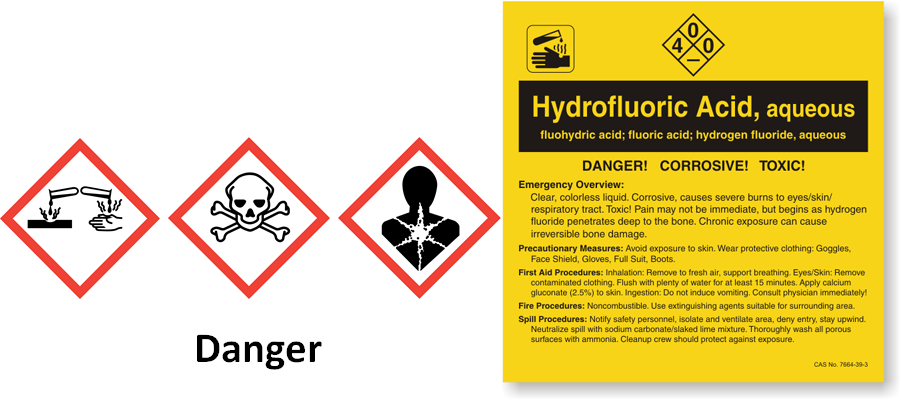 Danger
0
4 0
–
Hydrofluoric Acid, aqueous
fluohydric acid; fluoric acid; hydrogen fluoride, aqueous
DANGER! CORROSIVE! TOXIC!
Emergency Overview:
Clear, colorless liquid. Corrosive, causes severe burns to eyes/skin/
respiratory tract. Toxic! Pain may not be immediate, but begins as hydrogen
fluoride penetrates deep to the bone. Chronic exposure can cause
irreversible bone damage.
Precautionary Measures: Avoid exposure to skin. Wear protective clothing: Goggles,
Face Shield, Gloves, Full Suit, Boots.
First Aid Procedures: Inhalation: Remove to fresh air, support breathing. Eyes/Skin: Remove
contaminated clothing. Flush with plenty of water for at least 15 minutes. Apply calcium
gluconate (2.5%) to skin. Ingestion: Do not induce vomiting. Consult physician immediately!
Fire Procedures: Noncombustible. Use extinguishing agents suitable for surrounding area.
Spill Procedures: Notify safety personnel, isolate and ventilate area, deny entry, stay upwind.
Neutralize spill with sodium carbonate/slaked lime mixture. Thoroughly wash all porous
surfaces with ammonia. Cleanup crew should protect against exposure.
CAS No. 7664-39-3